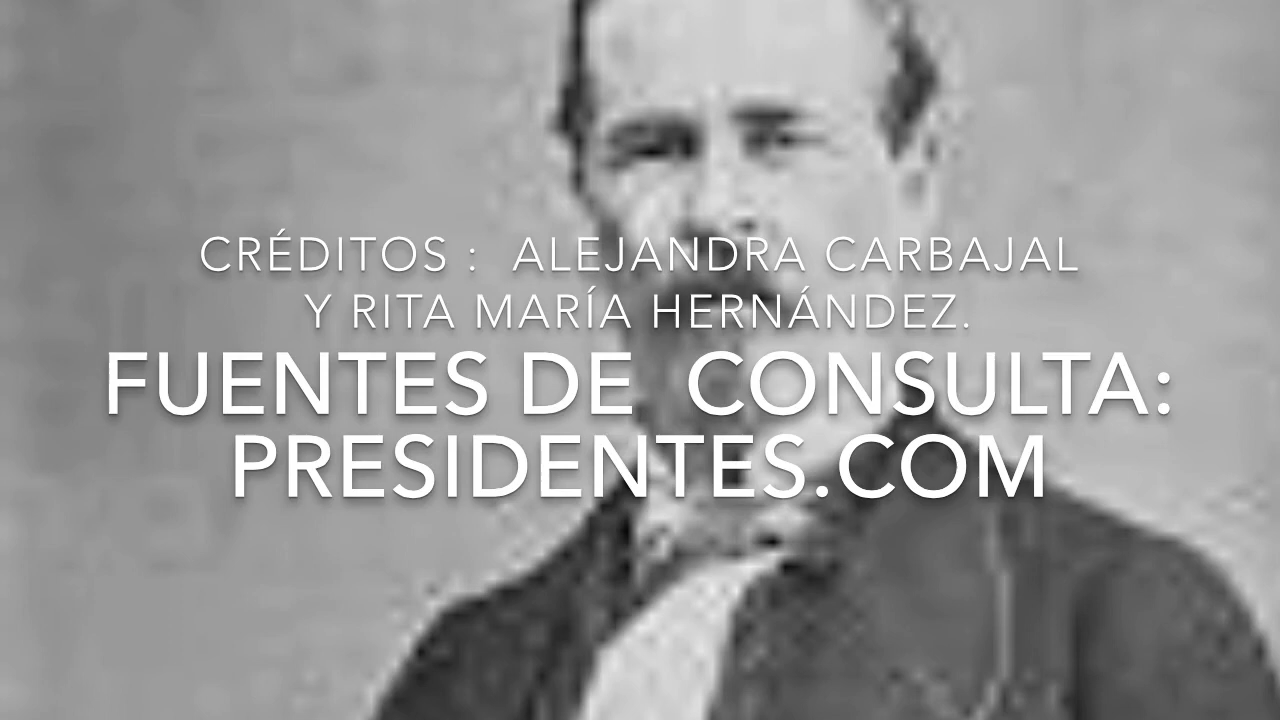 CRÉDITOS :  ALEJANDRA CARBAJAL
Y RITA MARÍA HERNÁNDEZ.
FUENTES DE  CONSULTA:
PRESIDENTES.COM